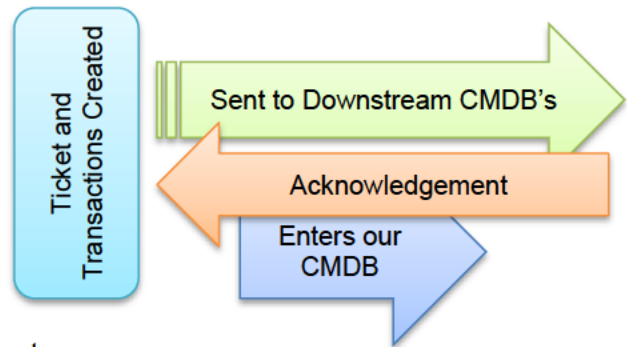 Ticket and
Transactions Created
Sent to Downstream CMDB's
Acknowledgement
Enters our
CMDB